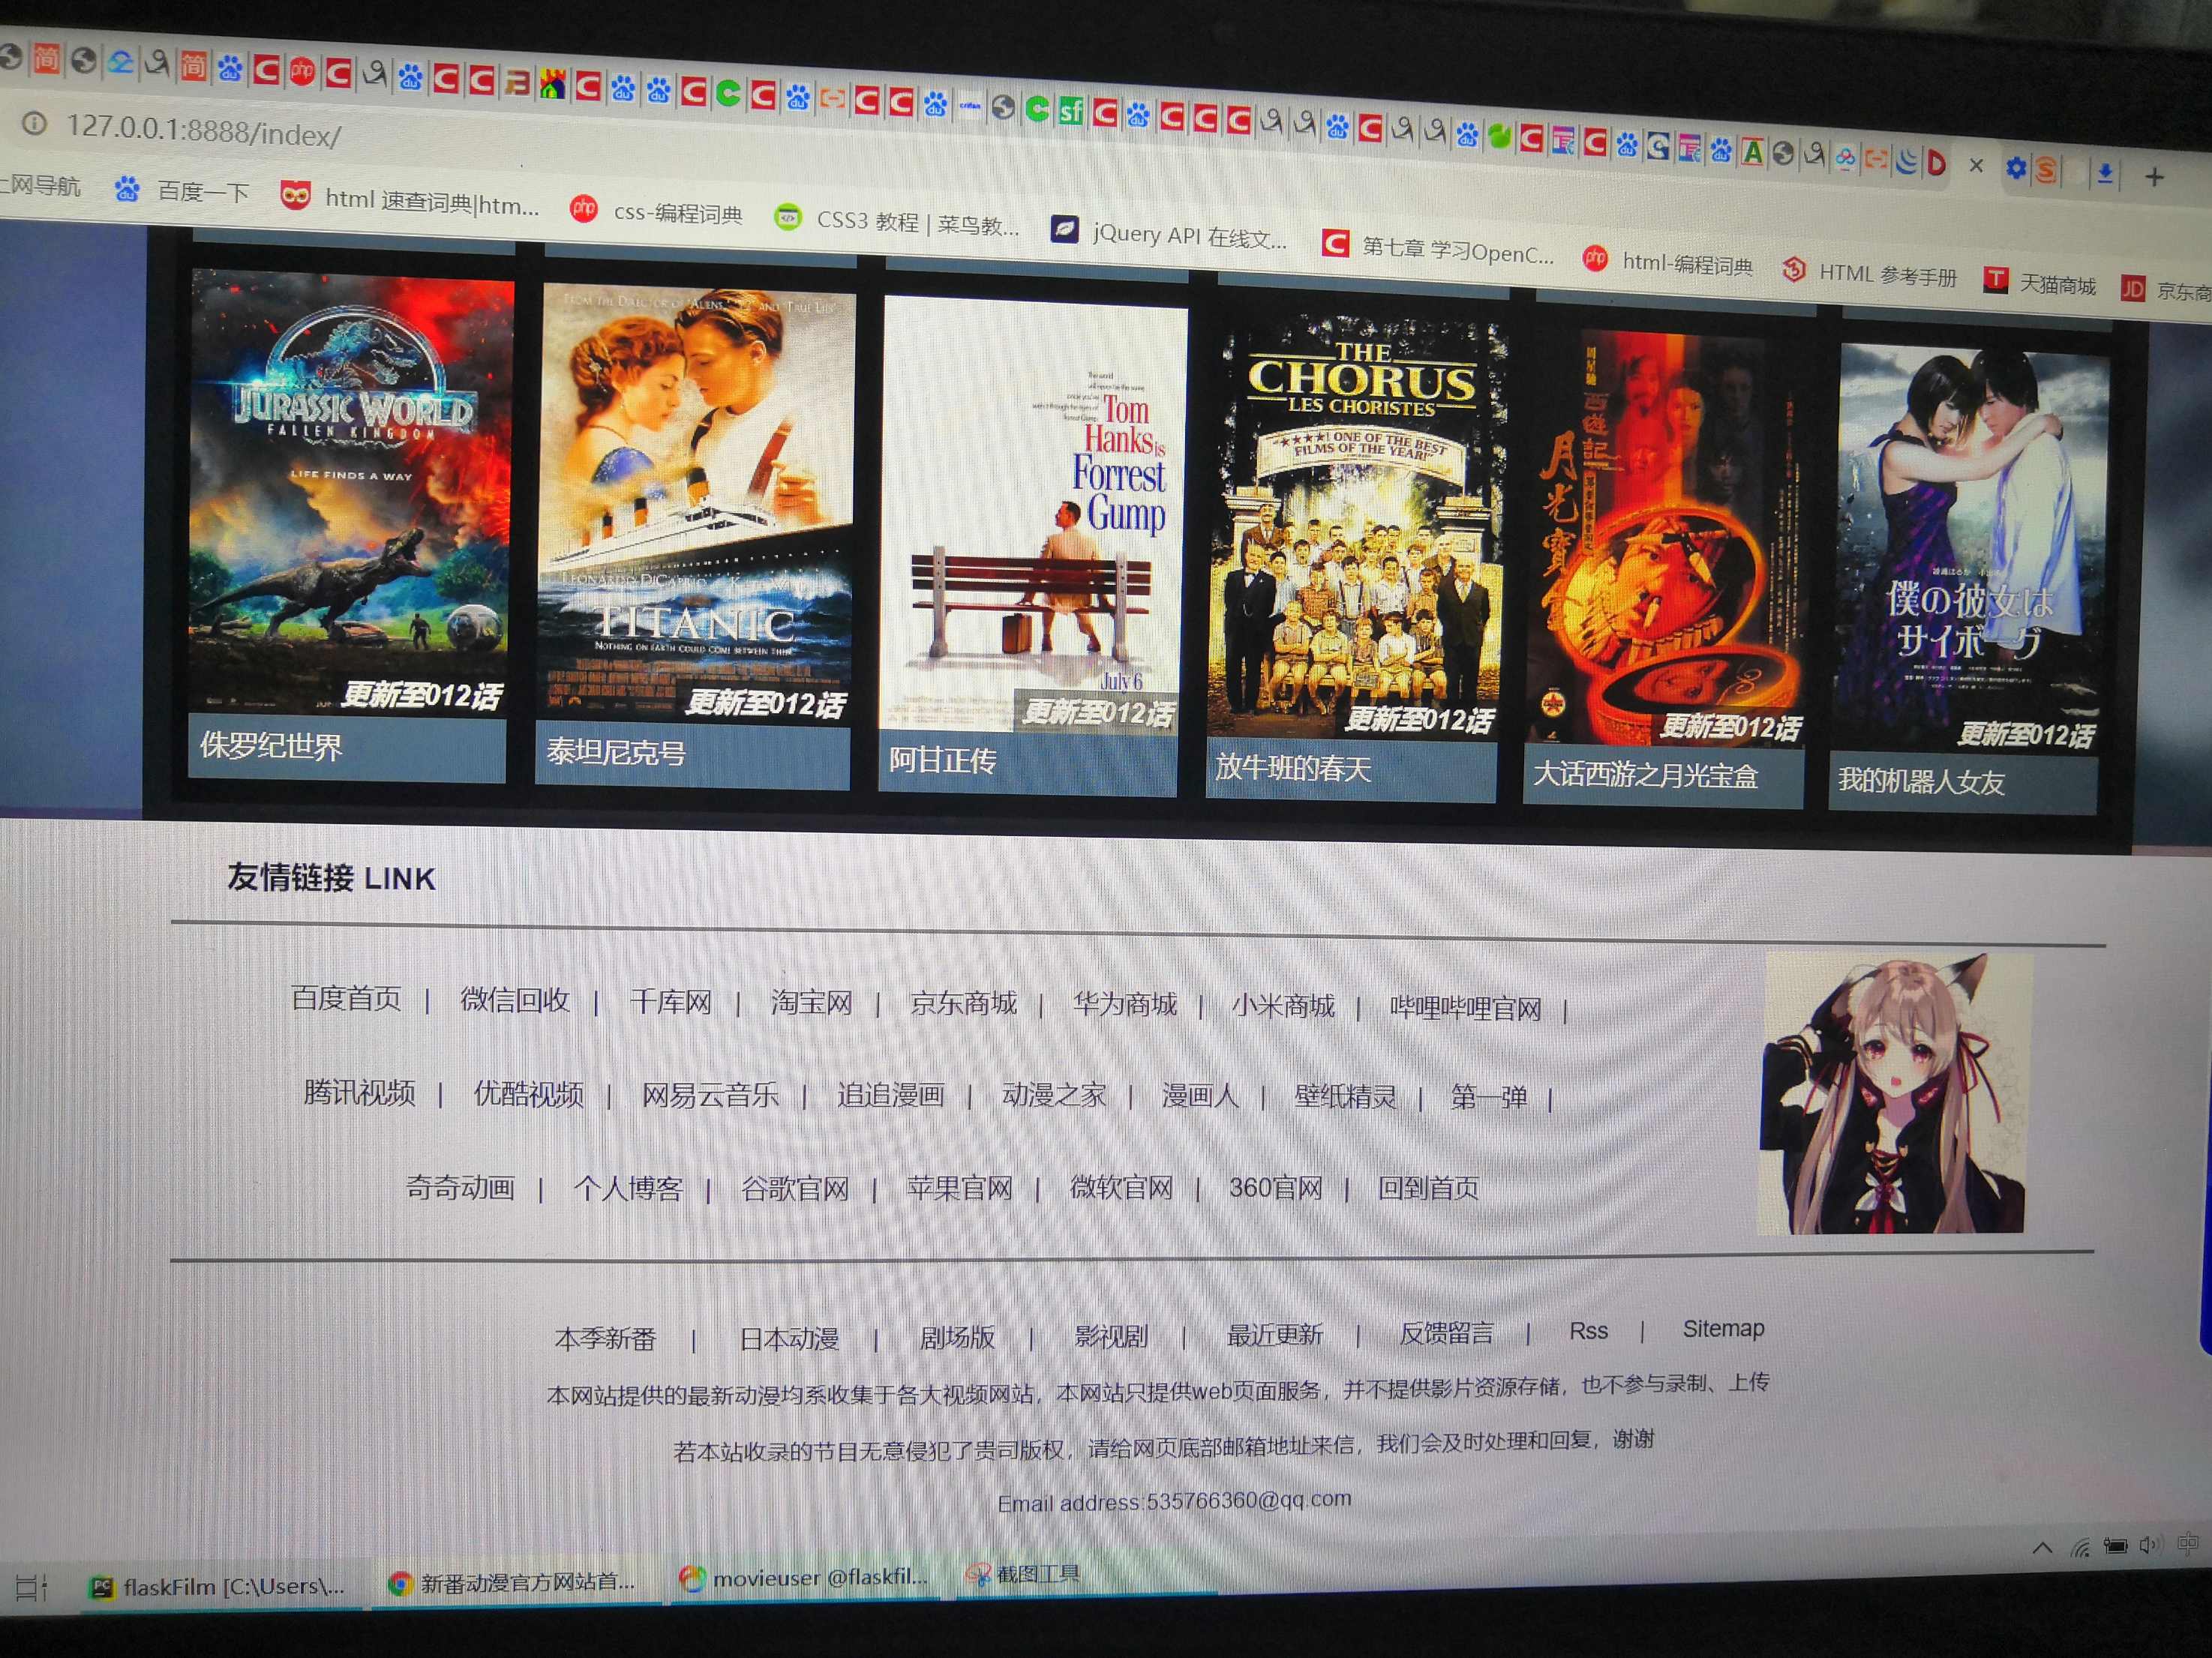 127.0.0.1:8888/index/
上网导航 百度一下 html 速查词典|htm... css-编程词典 CSS3 教程 | 菜鸟教... jQuery API 在线文... 第七章 学习OpenC... html-编程词典 HTML 参考手册 天猫商城 京东商
JURASSIC WORLD
FALLEN KINGDOM
LIFE FINDS A WAY
更新至012话
侏罗纪世界
FROM THE DIRECTOR OF 'ALIENS,' AND 'TRUE LIES'
LEONARDO DICAPRIO
TITANIC
NOTHING ON EARTH COULD COME BETWEEN THEM.
更新至012话
泰坦尼克号
Tom
Hanks is
Forrest
Gump
July 6
更新至012话
阿甘正传
THE
CHORUS
LES CHORISTES
"★★★★! ONE OF THE BEST
FILMS OF THE YEAR!"
更新至012话
放牛班的春天
周星馳
西遊記
月光寶盒
更新至012话
大话西游之月光宝盒
僕の彼女は
サイボーグ
更新至012话
我的机器人女友
友情链接 LINK
百度首页 | 微信回收 | 千库网 | 淘宝网 | 京东商城 | 华为商城 | 小米商城 | 哔哩哔哩官网 |
腾讯视频 | 优酷视频 | 网易云音乐 | 追追漫画 | 动漫之家 | 漫画人 | 壁纸精灵 | 第一弹 |
奇奇动画 | 个人博客 | 谷歌官网 | 苹果官网 | 微软官网 | 360官网 | 回到首页
本季新番 | 日本动漫 | 剧场版 | 影视剧 | 最近更新 | 反馈留言 | Rss | Sitemap
本网站提供的最新动漫均系收集于各大视频网站，本网站只提供web页面服务，并不提供影片资源存储，也不参与录制、上传
若本站收录的节目无意侵犯了贵司版权，请给网页底部邮箱地址来信，我们会及时处理和回复，谢谢
Email address:535766360@qq.com
flaskFilm [C:\Users\... 新番动漫官方网站首... movieuser @flaskfil... 截图工具 中